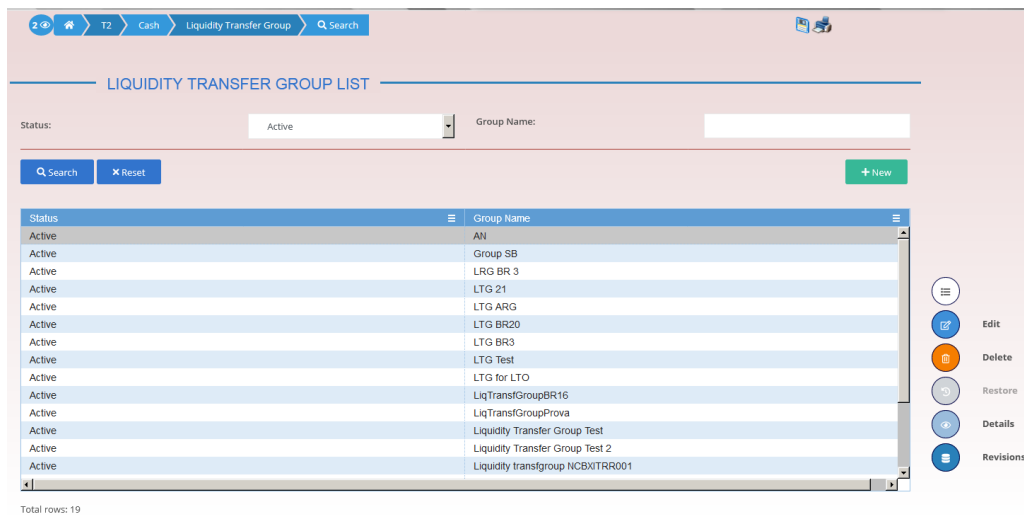 2 T2 Cash Liquidity Transfer Group Search
LIQUIDITY TRANSFER GROUP LIST
Status: Active Group Name:
Search Reset New
Status Group Name
Active AN
Active Group SB
Active LRG BR 3
Active LTG 21
Active LTG ARG
Active LTG BR20
Active LTG BR3
Active LTG Test
Active LTG for LTO
Active LiqTransfGroupBR16
Active LiqTransfGroupProva
Active Liquidity Transfer Group Test
Active Liquidity Transfer Group Test 2
Active Liquidity transfgroup NCBXITRR001
Edit
Delete
Restore
Details
Revisions
Total rows: 19